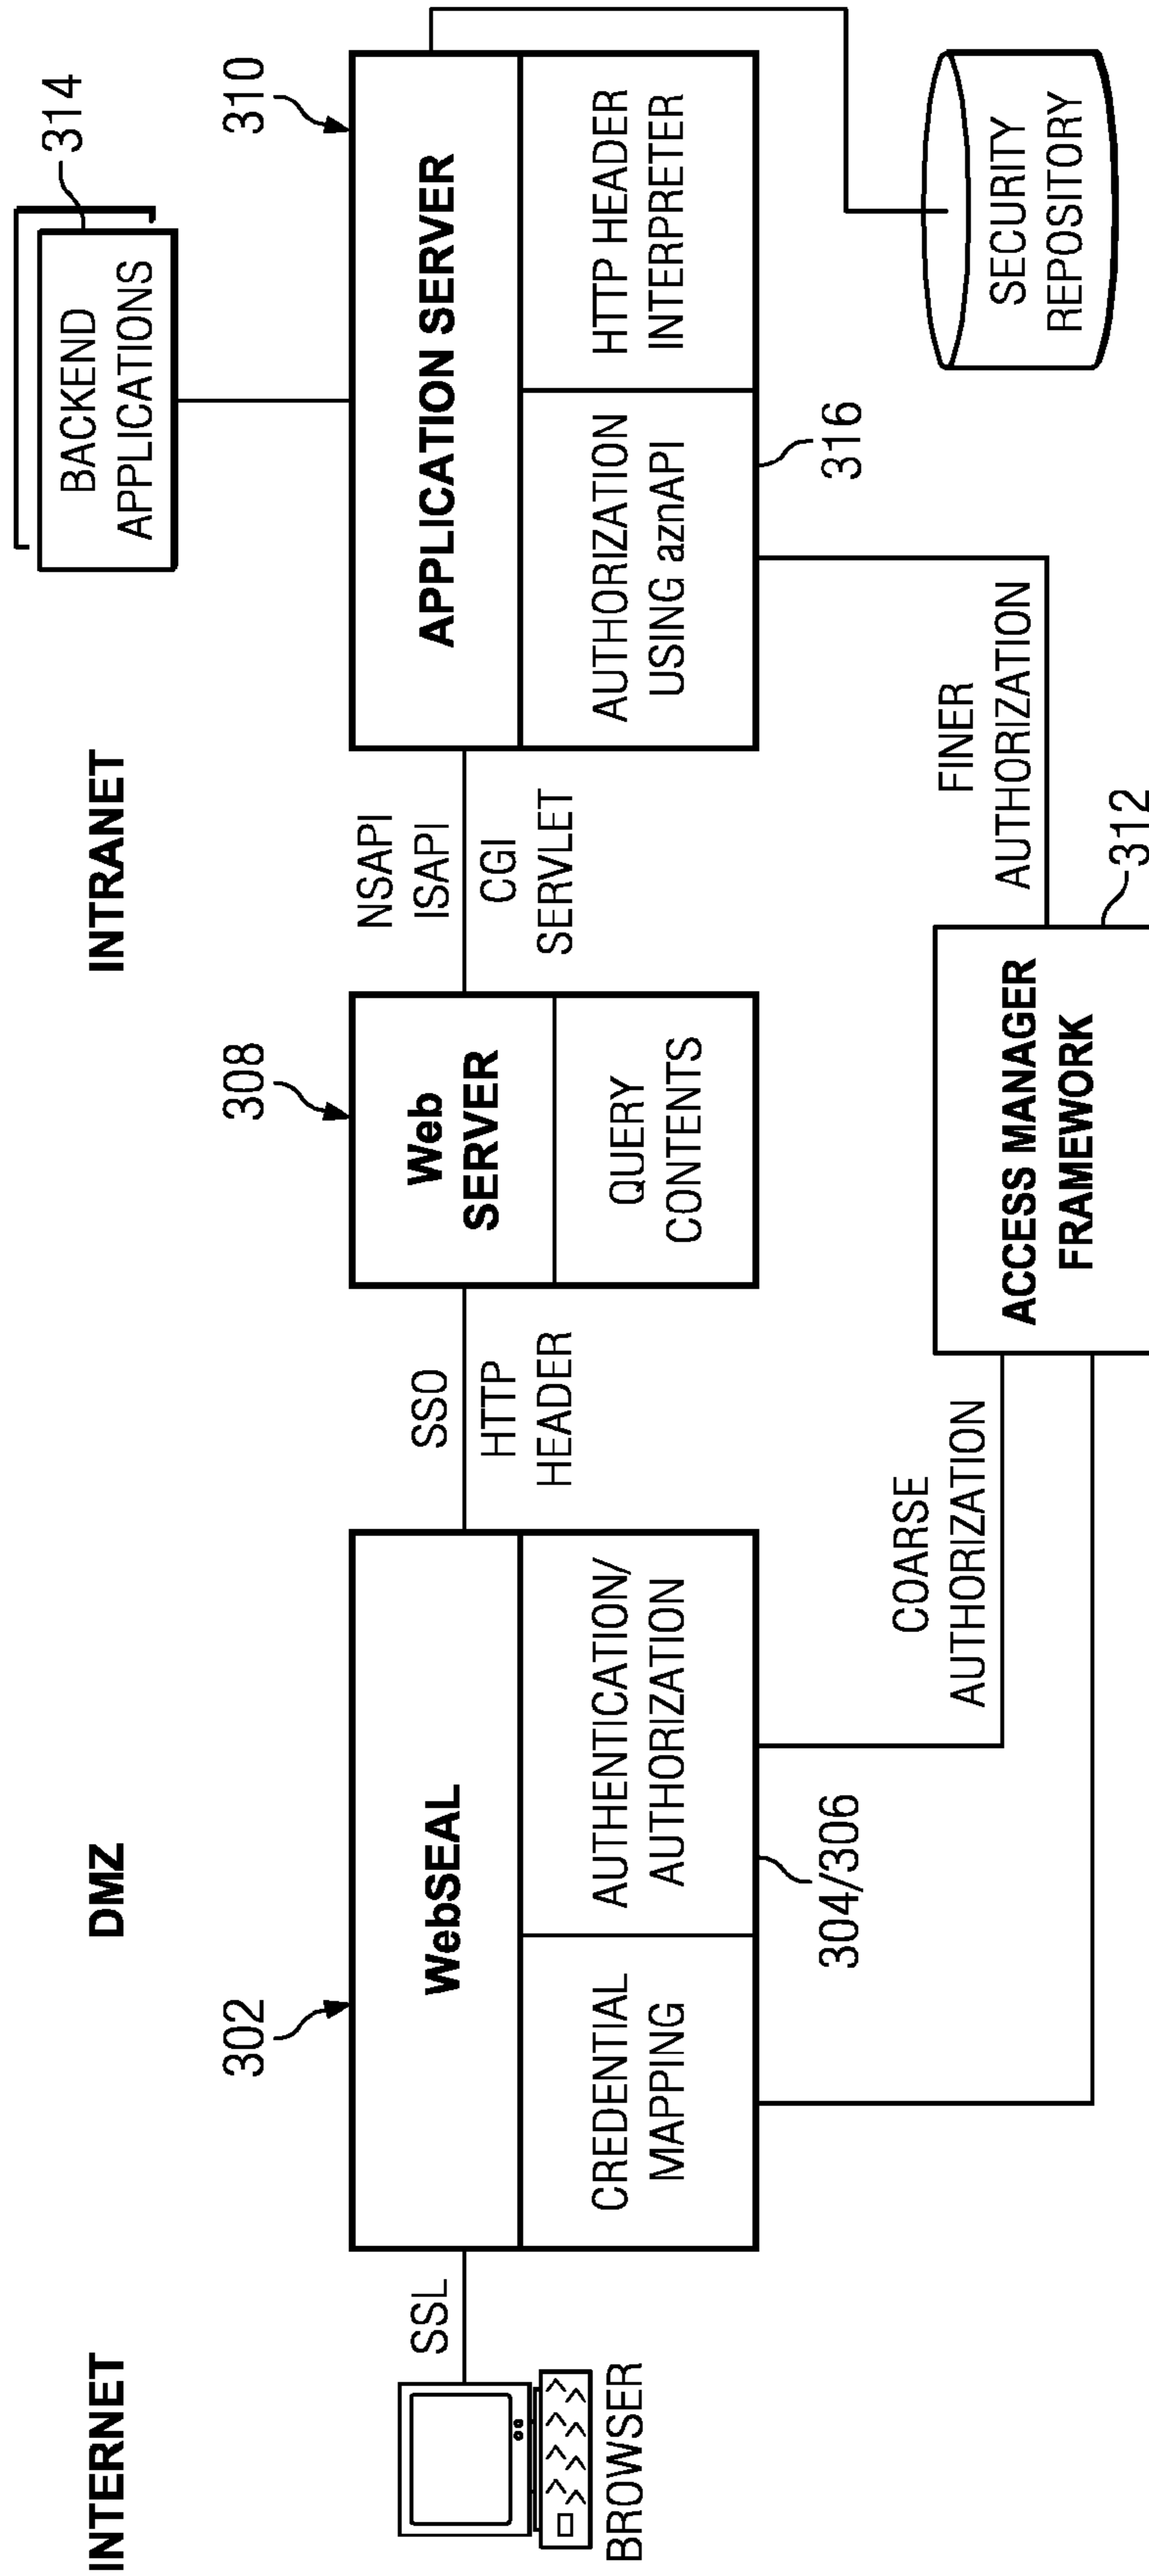 INTERNET
DMZ
INTRANET
314
BACKEND
APPLICATIONS
302
308
310
SSL
BROWSER
WebSEAL
CREDENTIAL
MAPPING
AUTHENTICATION/
AUTHORIZATION
304/306
SSO
HTTP
HEADER
Web
SERVER
QUERY
CONTENTS
NSAPI
ISAPI
CGI
SERVLET
APPLICATION SERVER
AUTHORIZATION
USING aznAPI
HTTP HEADER
INTERPRETER
316
COARSE
AUTHORIZATION
ACCESS MANAGER
FRAMEWORK
312
FINER
AUTHORIZATION
SECURITY
REPOSITORY